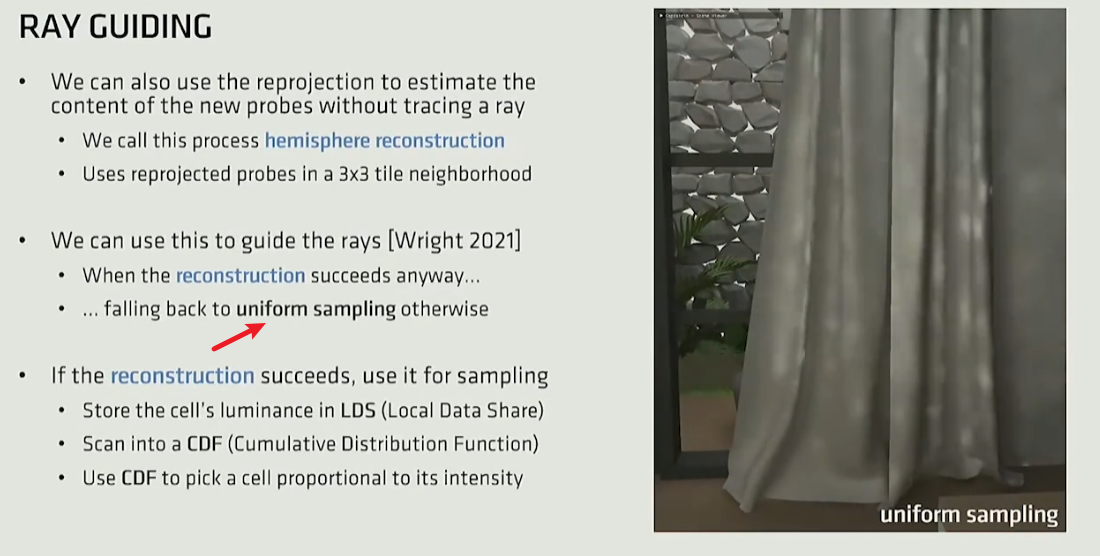 RAY GUIDING
• We can also use the reprojection to estimate the
content of the new probes without tracing a ray
• We call this process hemisphere reconstruction
• Uses reprojected probes in a 3x3 tile neighborhood
• We can use this to guide the rays [Wright 2021]
• When the reconstruction succeeds anyway...
• ... falling back to uniform sampling otherwise
• If the reconstruction succeeds, use it for sampling
• Store the cell's luminance in LDS (Local Data Share)
• Scan into a CDF (Cumulative Distribution Function)
• Use CDF to pick a cell proportional to its intensity
uniform sampling